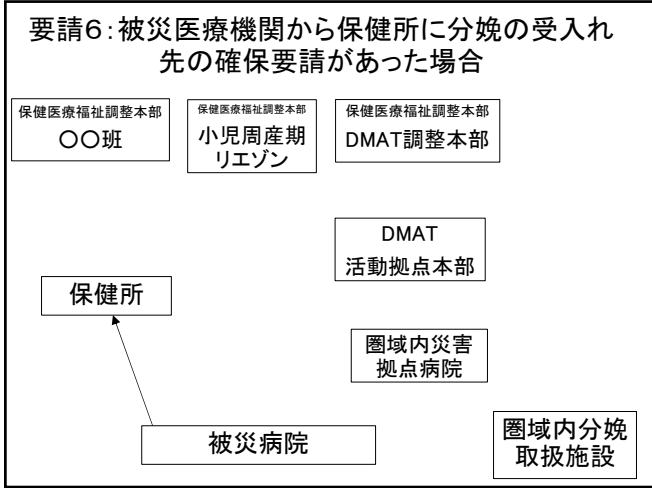 要請6：被災医療機関から保健所に分娩の受入れ
先の確保要請があった場合
保健医療福祉調整本部
〇〇班
保健医療福祉調整本部
小児周産期
リエゾン
保健医療福祉調整本部
DMAT調整本部
DMAT
活動拠点本部
保健所
圏域内災害
拠点病院
被災病院
圏域内分娩
取扱施設